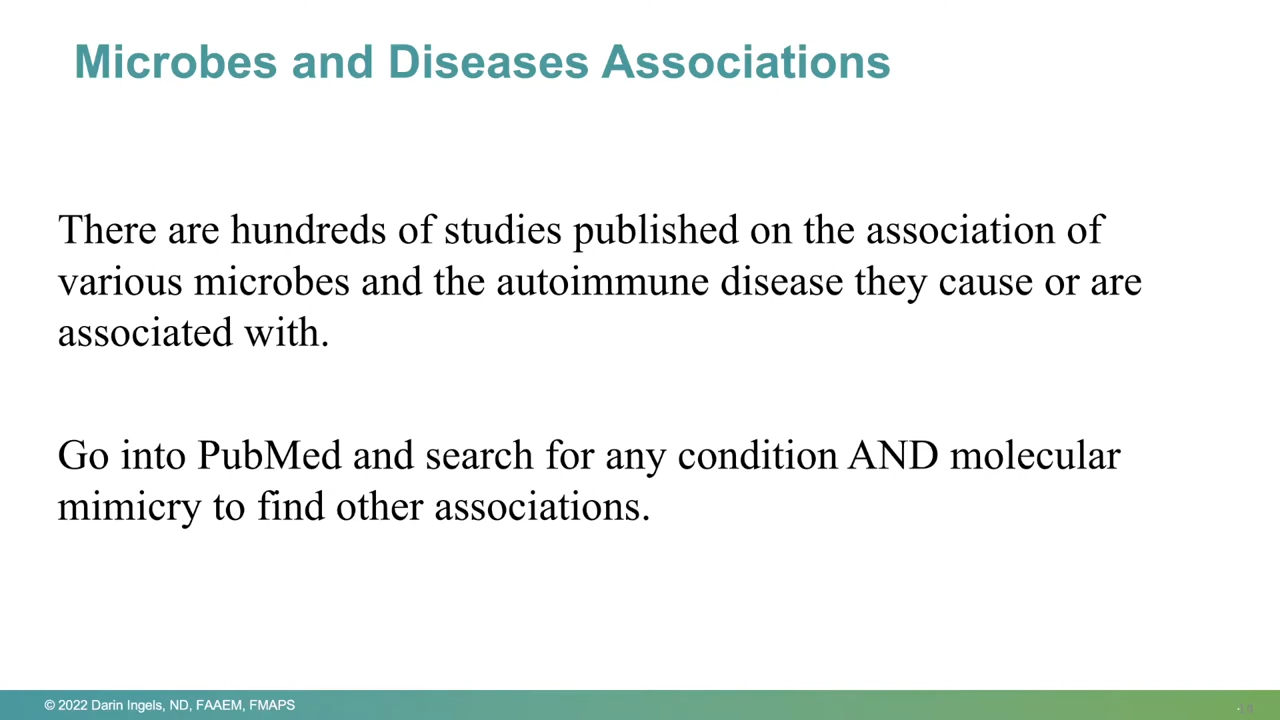 Microbes and Diseases Associations
There are hundreds of studies published on the association of
various microbes and the autoimmune disease they cause or are
associated with.
Go into PubMed and search for any condition AND molecular
mimicry to find other associations.
© 2022 Darin Ingels, ND, FAAEM, FMAPS